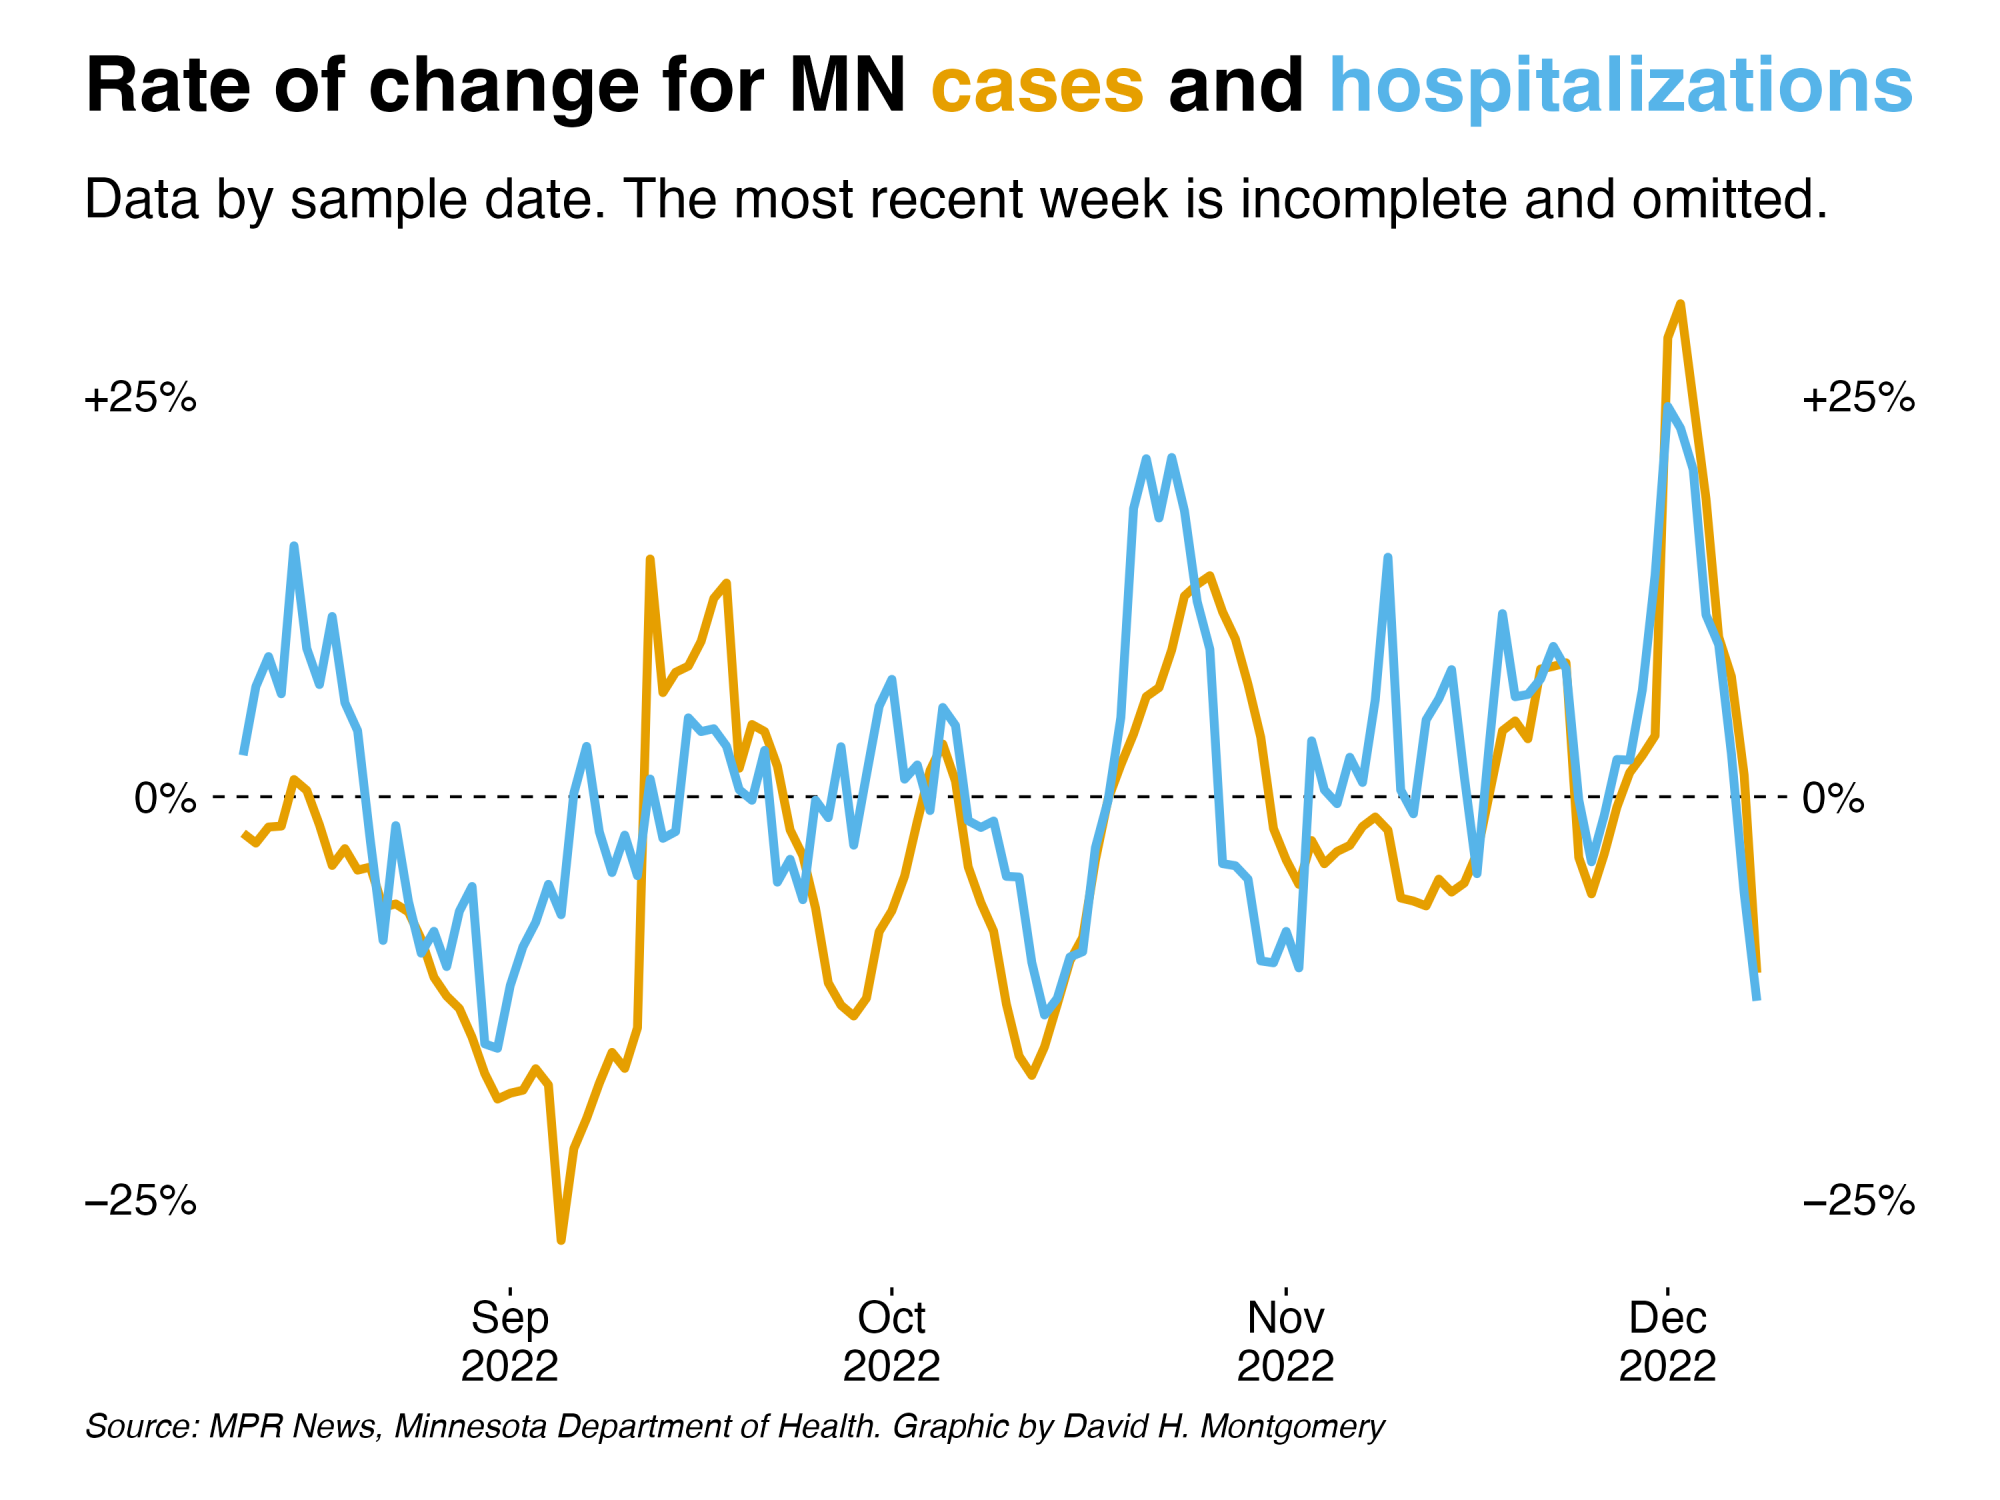 Rate of change for MN cases and hospitalizations
Data by sample date. The most recent week is incomplete and omitted.
+25% +25%
0% 0%
−25% −25%
Sep Oct Nov Dec
2022 2022 2022 2022
Source: MPR News, Minnesota Department of Health. Graphic by David H. Montgomery